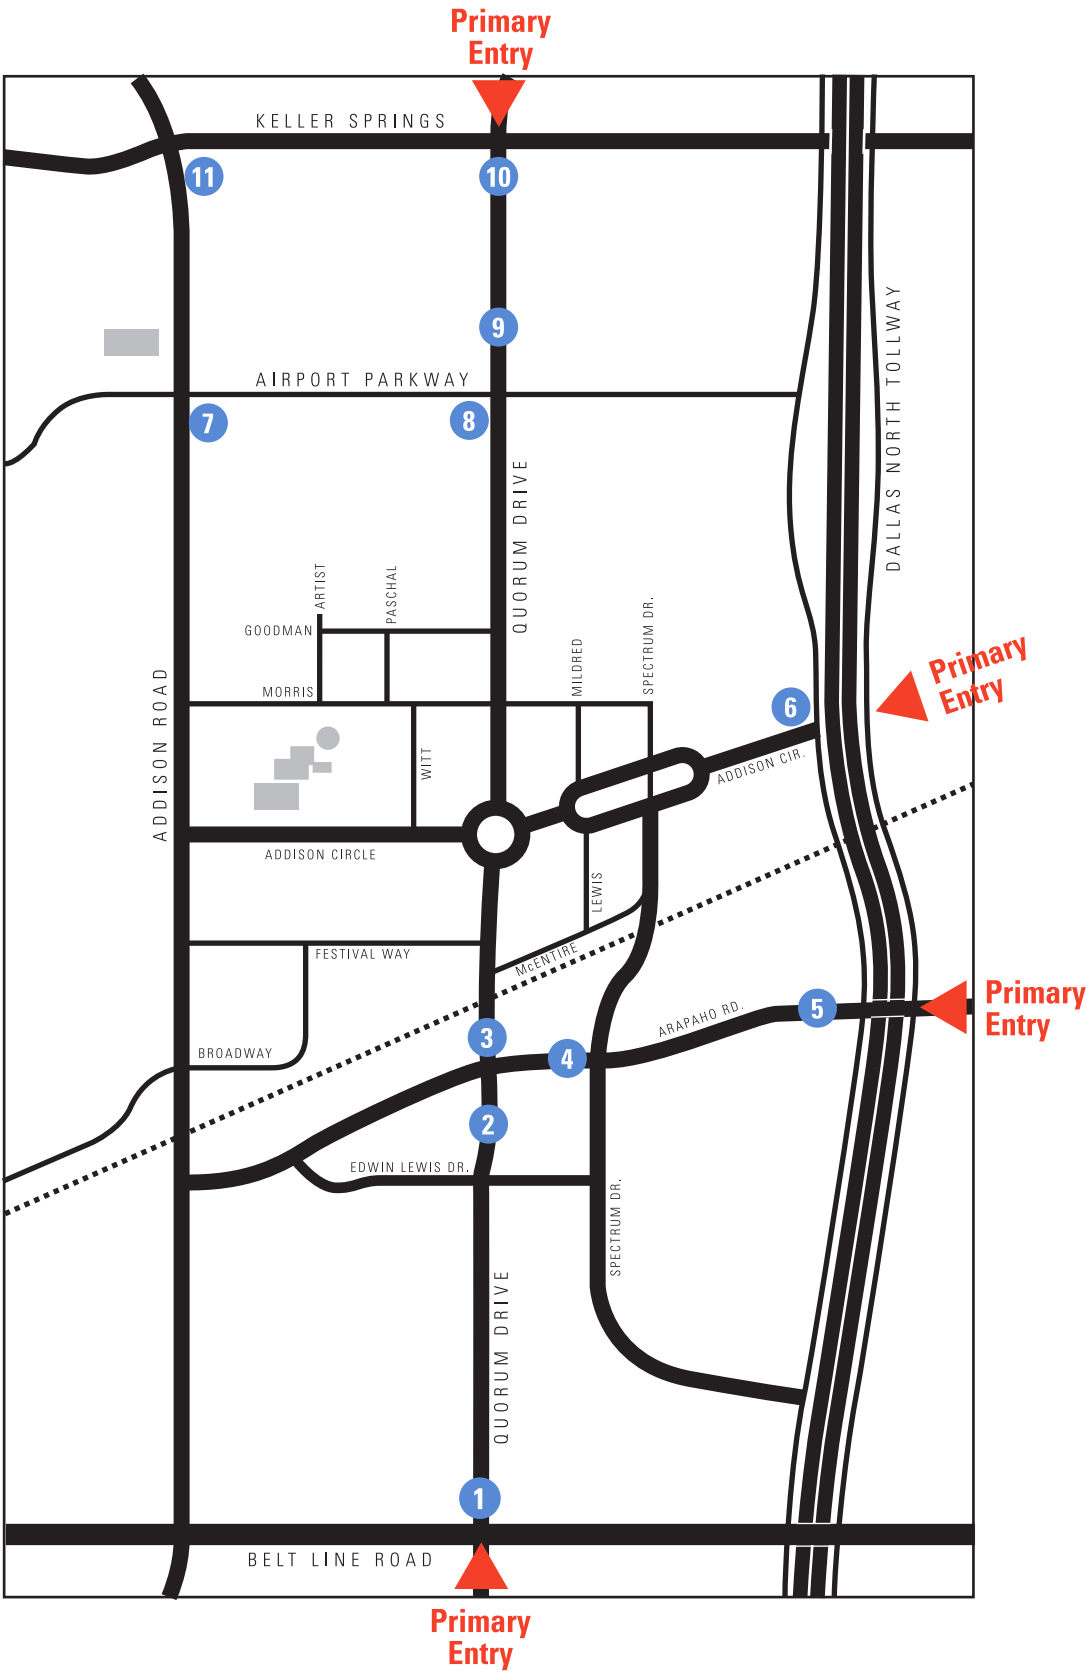 Primary
Entry
KELLER SPRINGS
11
10
9
DALLAS NORTH TOLLWAY
AIRPORT PARKWAY
7
8
QUORUM DRIVE
ARTIST
PASCHAL
GOODMAN
MILDRED
SPECTRUM DR.
MORRIS
Primary
Entry
6
ADDISON ROAD
WITT
ADDISON CIR.
ADDISON CIRCLE
LEWIS
FESTIVAL WAY
McENTIRE
Primary
Entry
5
ARAPAHO RD.
3
BROADWAY
4
2
EDWIN LEWIS DR.
SPECTRUM DR.
QUORUM DRIVE
1
BELT LINE ROAD
Primary
Entry